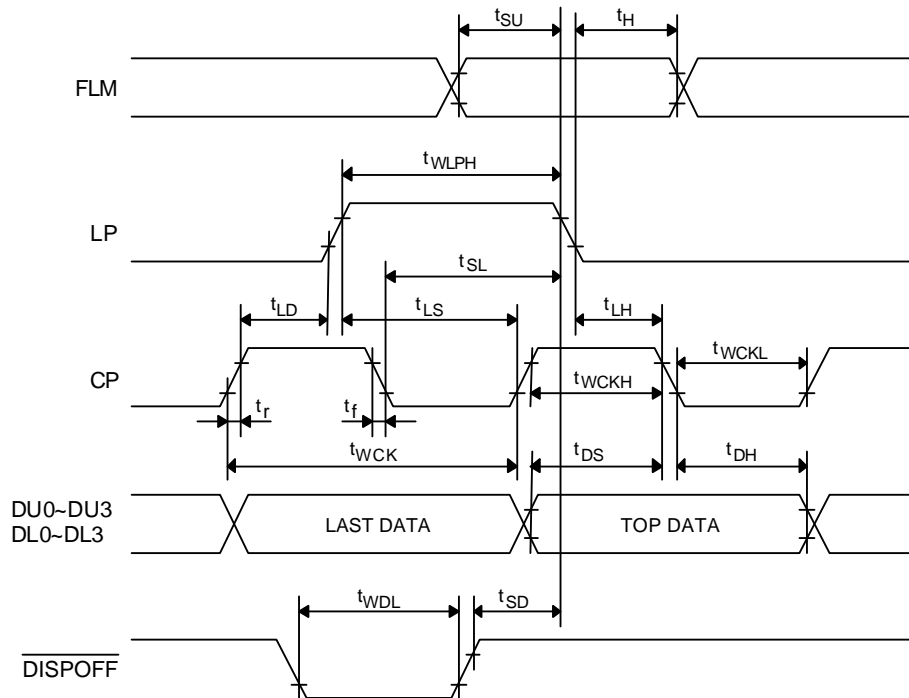 tSU tH
FLM
tWLPH
LP
tSL
tLD tLS tLH
tWCKL
CP
tWCKH
tr tf
tWCK tDS tDH
DU0~DU3
DL0~DL3
LAST DATA TOP DATA
tWDL tSD
DISPOFF